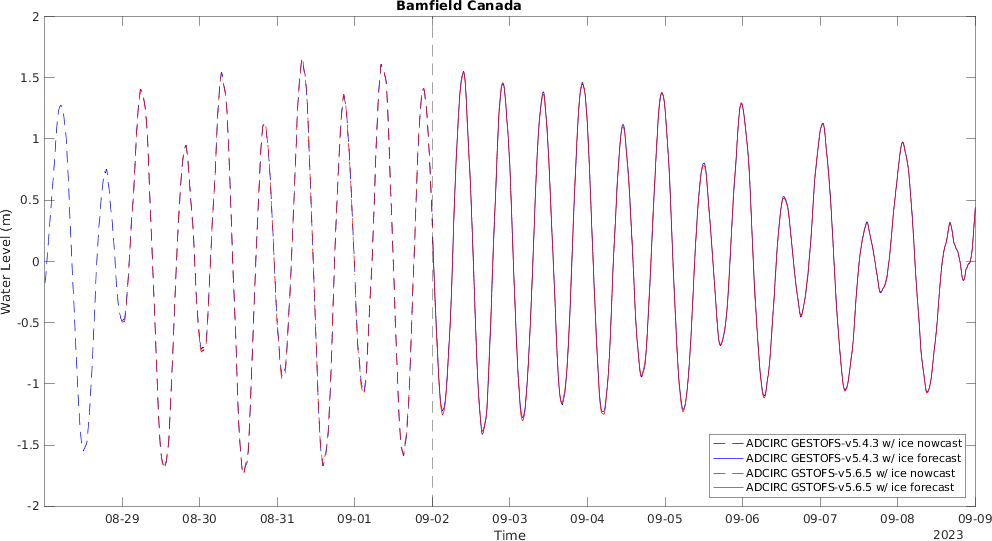 Bamfield Canada
2
1.5
1
0.5
0
-0.5
-1
-1.5
-2
Water Level (m)
ADCIRC GESTOFS-v5.4.3 w/ ice nowcast
ADCIRC GESTOFS-v5.4.3 w/ ice forecast
ADCIRC GSTOFS-v5.6.5 w/ ice nowcast
ADCIRC GSTOFS-v5.6.5 w/ ice forecast
08-29 08-30 08-31 09-01 09-02 09-03 09-04 09-05 09-06 09-07 09-08 09-09
Time
2023